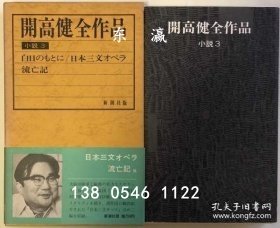 開高健全作品
小説3
白日のもとに/日本三文オペラ
流亡記
新潮社版
日本三文オペラ
流亡記
開高健全作品
小説3
东瀛
138 0546 1122
孔夫子旧书网